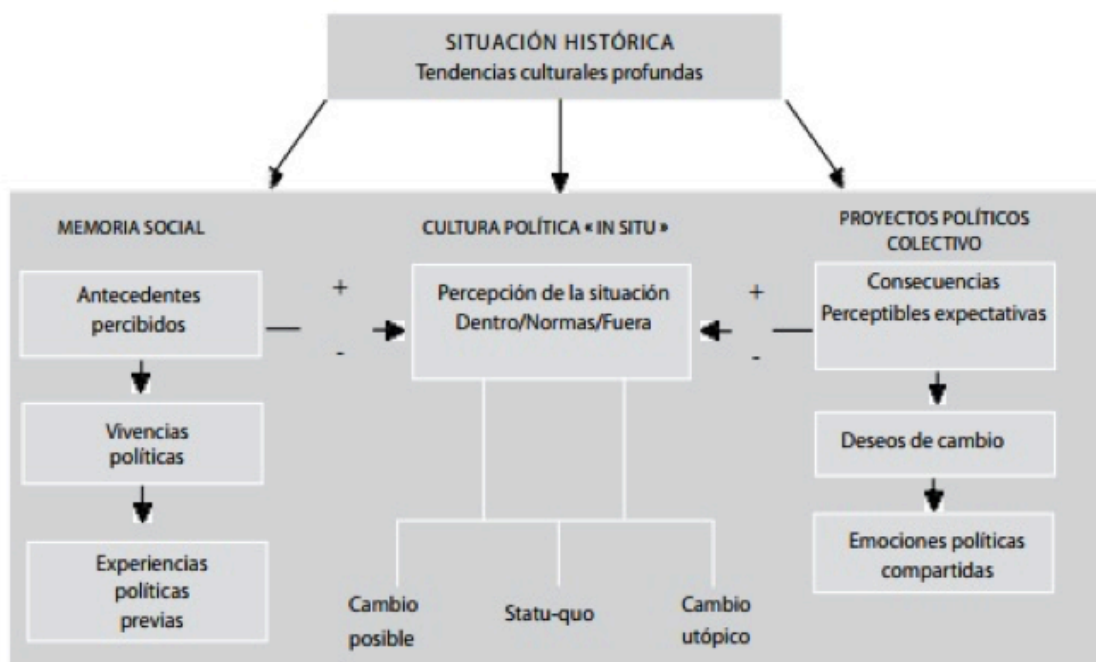 SITUACIÓN HISTÓRICA
Tendencias culturales profundas
MEMORIA SOCIAL
Antecedentes
percibidos
Vivencias
políticas
Experiencias
políticas
previas
+
-
CULTURA POLÍTICA « IN SITU »
Percepción de la situación
Dentro/Normas/Fuera
Cambio
posible
Statu-quo
Cambio
utópico
+
-
PROYECTOS POLÍTICOS
COLECTIVO
Consecuencias
Perceptibles expectativas
Deseos de cambio
Emociones políticas
compartidas